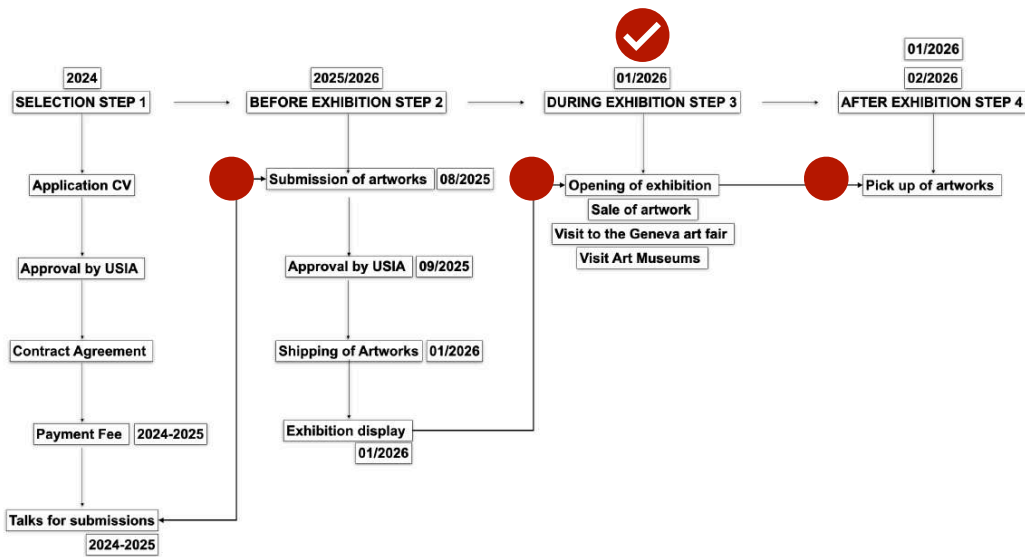 2024
SELECTION STEP 1
Application CV
Approval by USIA
Contract Agreement
Payment Fee 2024-2025
Talks for submissions
2024-2025
2025/2026
BEFORE EXHIBITION STEP 2
Submission of artworks 08/2025
Approval by USIA 09/2025
Shipping of Artworks 01/2026
Exhibition display
01/2026
01/2026
DURING EXHIBITION STEP 3
Opening of exhibition
Sale of artwork
Visit to the Geneva art fair
Visit Art Museums
01/2026
02/2026
AFTER EXHIBITION STEP 4
Pick up of artworks